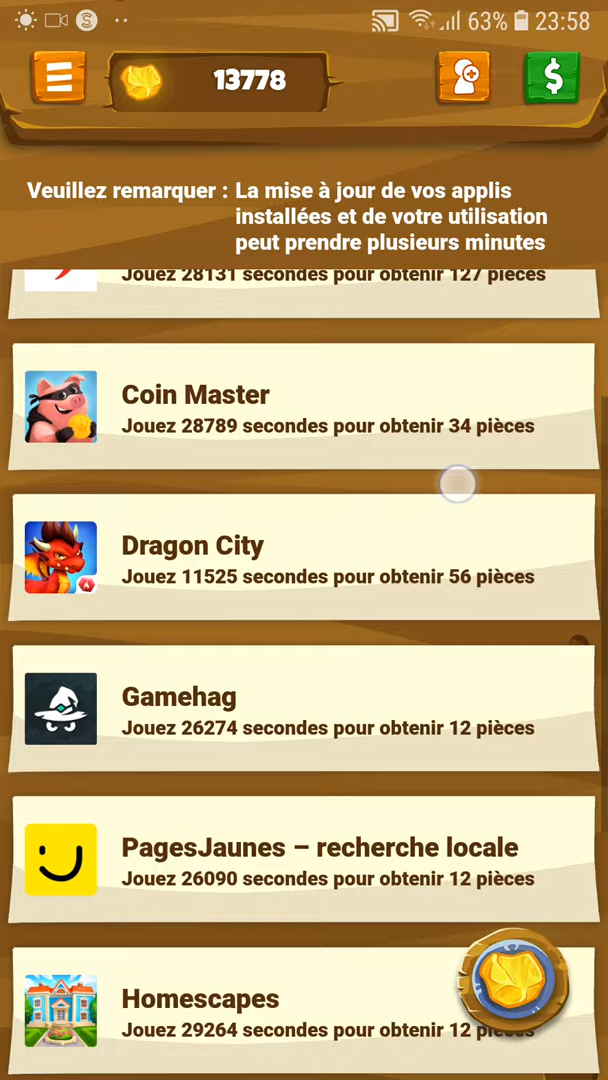 63% 23:58
13778
$
Veuillez remarquer : La mise à jour de vos applis
installées et de votre utilisation
peut prendre plusieurs minutes
Jouez 28131 secondes pour obtenir 127 pièces
Coin Master
Jouez 28789 secondes pour obtenir 34 pièces
Dragon City
Jouez 11525 secondes pour obtenir 56 pièces
Gamehag
Jouez 26274 secondes pour obtenir 12 pièces
PagesJaunes – recherche locale
Jouez 26090 secondes pour obtenir 12 pièces
Homescapes
Jouez 29264 secondes pour obtenir 12 pièces